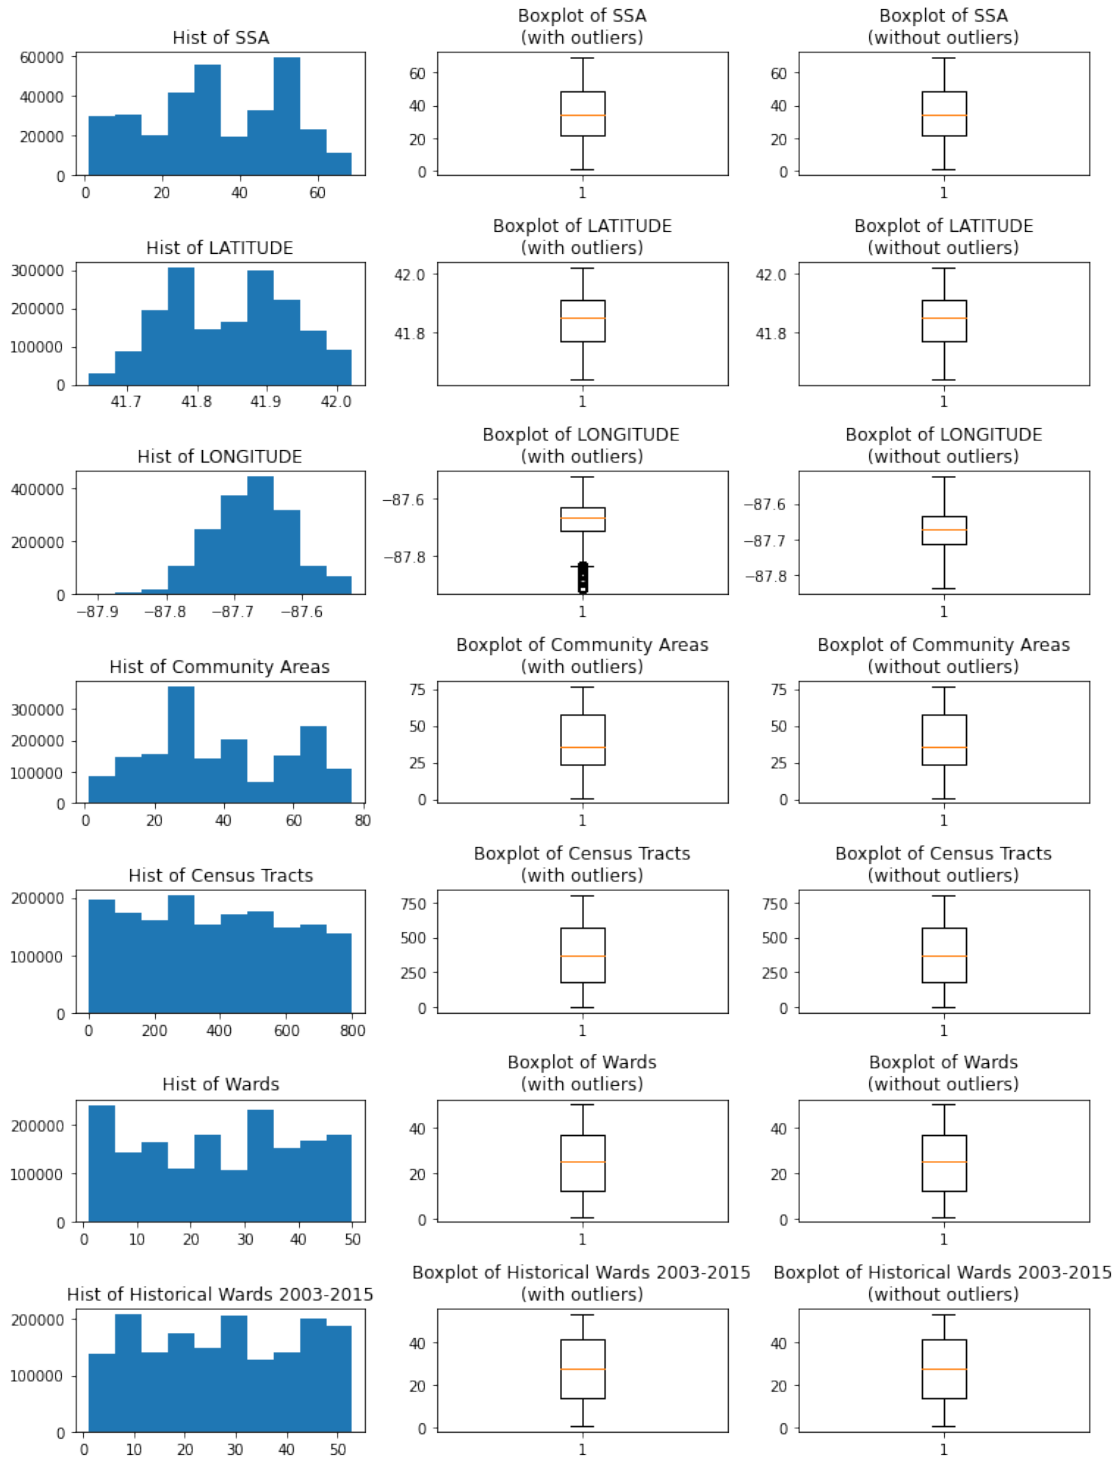 Hist of SSA
60000
40000
20000
0
0 20 40 60
Boxplot of SSA
(with outliers)
60
40
20
0
1
Boxplot of SSA
(without outliers)
60
40
20
0
1
Hist of LATITUDE
300000
200000
100000
0
41.7 41.8 41.9 42.0
Boxplot of LATITUDE
(with outliers)
42.0
41.8
1
Boxplot of LATITUDE
(without outliers)
42.0
41.8
1
Hist of LONGITUDE
400000
200000
0
−87.9 −87.8 −87.7 −87.6
Boxplot of LONGITUDE
(with outliers)
−87.6
−87.8
1
Boxplot of LONGITUDE
(without outliers)
−87.6
−87.7
−87.8
1
Hist of Community Areas
300000
200000
100000
0
0 20 40 60 80
Boxplot of Community Areas
(with outliers)
75
50
25
0
1
Boxplot of Community Areas
(without outliers)
75
50
25
0
1
Hist of Census Tracts
200000
100000
0
0 200 400 600 800
Boxplot of Census Tracts
(with outliers)
750
500
250
0
1
Boxplot of Census Tracts
(without outliers)
750
500
250
0
1
Hist of Wards
200000
100000
0
0 10 20 30 40 50
Boxplot of Wards
(with outliers)
40
20
0
1
Boxplot of Wards
(without outliers)
40
20
0
1
Hist of Historical Wards 2003-2015
200000
100000
0
0 10 20 30 40 50
Boxplot of Historical Wards 2003-2015
(with outliers)
40
20
0
1
Boxplot of Historical Wards 2003-2015
(without outliers)
40
20
0
1